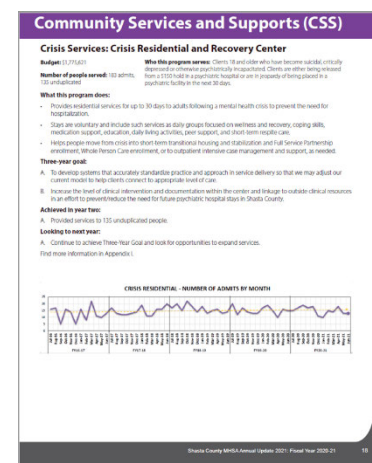 Community Services and Supports (CSS)
Crisis Services: Crisis Residential and Recovery Center
Budget: $1,771,621
Number of people served: 183 admits,
135 unduplicated
Who this program serves: Clients 18 and older who have become suicidal, critically
depressed or otherwise psychiatrically incapacitated. Clients are either being released
from a 5150 hold in a psychiatric hospital or are in jeopardy of being placed in a
psychiatric facility in the next 30 days.
What this program does:
- Provides residential services for up to 30 days to adults following a mental health crisis to prevent the need for
hospitalization.
- Stays are voluntary and include such services as daily groups focused on wellness and recovery, coping skills,
medication support, education, daily living activities, peer support, and short-term respite care.
- Helps people move from crisis into short-term transitional housing and stabilization and Full Service Partnership
enrollment, Whole Person Care enrollment, or to outpatient intensive case management and support, as needed.
Three-year goal:
A. To develop systems that accurately standardize practice and approach in service delivery so that we may adjust our
current model to help clients connect to appropriate level of care.
B. Increase the level of clinical intervention and documentation within the center and linkage to outside clinical resources
in an effort to prevent/reduce the need for future psychiatric hospital stays in Shasta County.
Achieved in year two:
A. Provided services to 135 unduplicated people.
Looking to next year:
A. Continue to achieve Three-Year Goal and look for opportunities to expand services.
Find more information in Appendix I.
CRISIS RESIDENTIAL - NUMBER OF ADMITS BY MONTH
Shasta County MHSA Annual Update 2021: Fiscal Year 2020-21